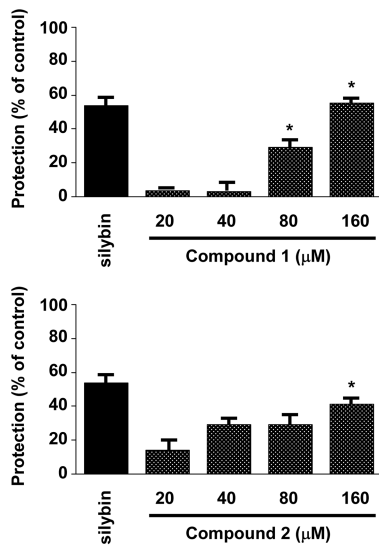 Protection (% of control)
100
80
60
40
20
0
*
*
silybin
20 40 80 160
Compound 1 (μM)
Protection (% of control)
100
80
60
40
20
0
*
silybin
20 40 80 160
Compound 2 (μM)